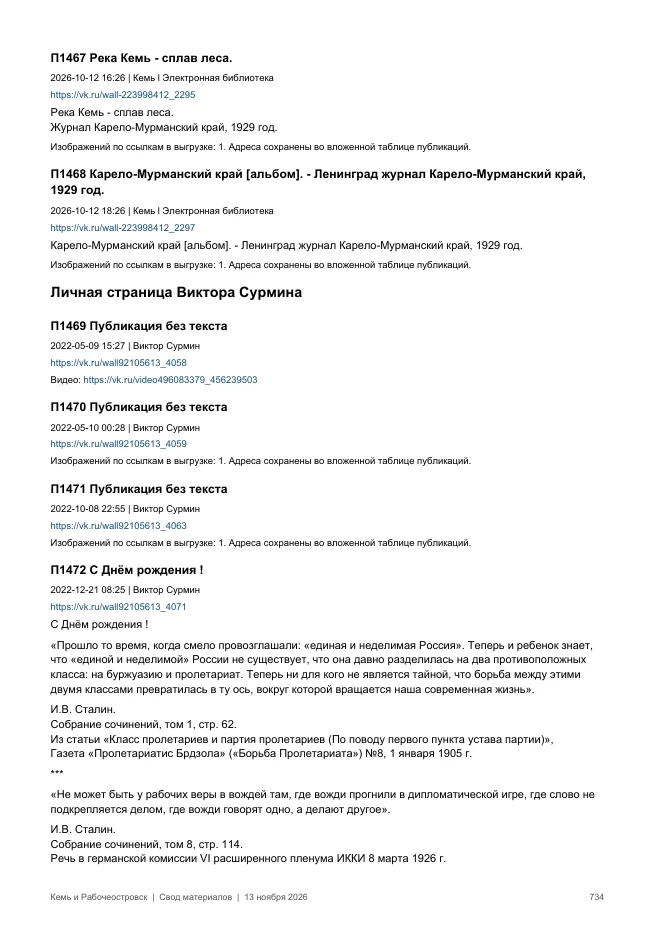 П1467 Река Кемь - сплав леса.
2026-10-12 16:26 | Кемь l Электронная библиотека
https://vk.ru/wall-223998412_2295
Река Кемь - сплав леса.
Журнал Карело-Мурманский край, 1929 год.
Изображений по ссылкам в выгрузке: 1. Адреса сохранены во вложенной таблице публикаций.
П1468 Карело-Мурманский край [альбом]. - Ленинград журнал Карело-Мурманский край,
1929 год.
2026-10-12 18:26 | Кемь l Электронная библиотека
https://vk.ru/wall-223998412_2297
Карело-Мурманский край [альбом]. - Ленинград журнал Карело-Мурманский край, 1929 год.
Изображений по ссылкам в выгрузке: 1. Адреса сохранены во вложенной таблице публикаций.
Личная страница Виктора Сурмина
П1469 Публикация без текста
2022-05-09 15:27 | Виктор Сурмин
https://vk.ru/wall92105613_4058
Видео: https://vk.ru/video496083379_456239503
П1470 Публикация без текста
2022-05-10 00:28 | Виктор Сурмин
https://vk.ru/wall92105613_4059
Изображений по ссылкам в выгрузке: 1. Адреса сохранены во вложенной таблице публикаций.
П1471 Публикация без текста
2022-10-08 22:55 | Виктор Сурмин
https://vk.ru/wall92105613_4063
Изображений по ссылкам в выгрузке: 1. Адреса сохранены во вложенной таблице публикаций.
П1472 С Днём рождения !
2022-12-21 08:25 | Виктор Сурмин
https://vk.ru/wall92105613_4071
С Днём рождения !
«Прошло то время, когда смело провозглашали: «единая и неделимая Россия». Теперь и ребенок знает,
что «единой и неделимой» России не существует, что она давно разделилась на два противоположных
класса: на буржуазию и пролетариат. Теперь ни для кого не является тайной, что борьба между этими
двумя классами превратилась в ту ось, вокруг которой вращается наша современная жизнь».
И.В. Сталин.
Собрание сочинений, том 1, стр. 62.
Из статьи «Класс пролетариев и партия пролетариев (По поводу первого пункта устава партии)»,
Газета «Пролетариатис Брдзола» («Борьба Пролетариата») №8, 1 января 1905 г.
***
«Не может быть у рабочих веры в вождей там, где вожди прогнили в дипломатической игре, где слово не
подкрепляется делом, где вожди говорят одно, а делают другое».
И.В. Сталин.
Собрание сочинений, том 8, стр. 114.
Речь в германской комиссии VI расширенного пленума ИККИ 8 марта 1926 г.
Кемь и Рабочеостровск | Свод материалов | 13 ноября 2026
734